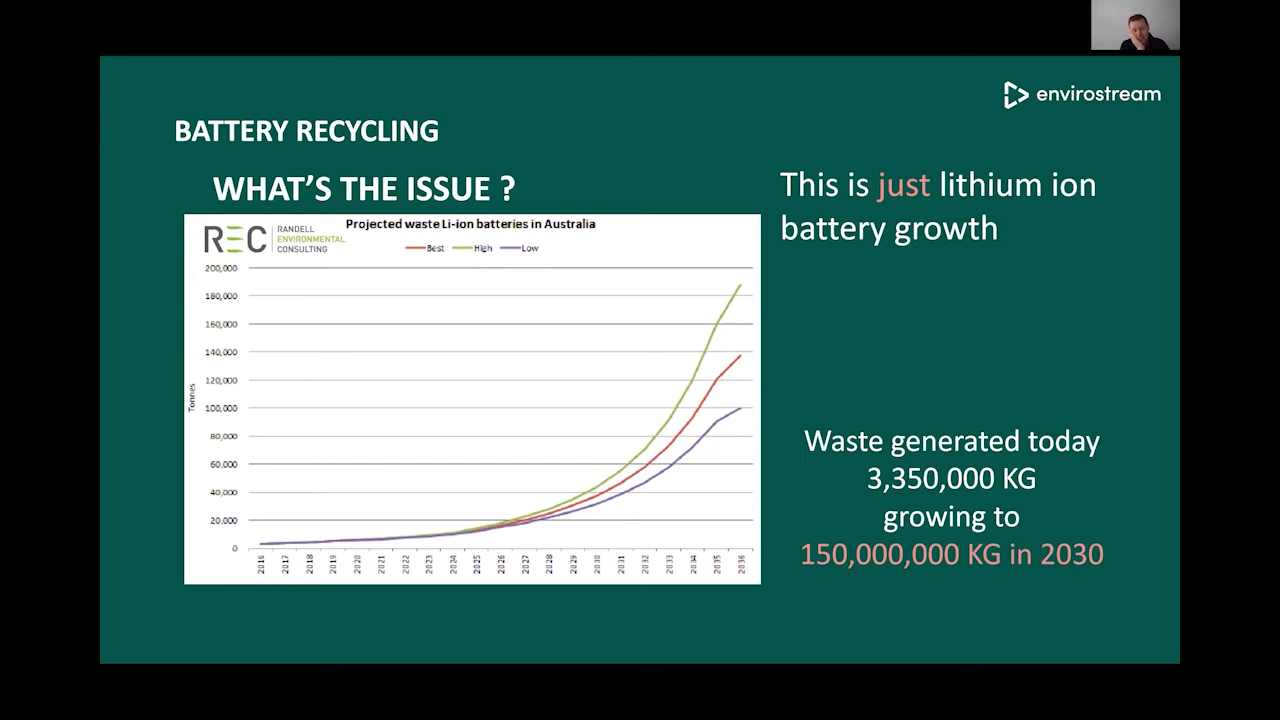 envirostream
BATTERY RECYCLING
WHAT'S THE ISSUE ?
This is just lithium ion
battery growth
REC
RANDELL
ENVIRONMENTAL
CONSULTING
Projected waste Li-ion batteries in Australia
Best High Low
Tonnes
200,000
180,000
160,000
140,000
120,000
100,000
80,000
60,000
40,000
20,000
0
2016 2017 2018 2019 2020 2021 2022 2023 2024 2025 2026 2027 2028 2029 2030 2031 2032 2033 2034 2035 2036
Waste generated today
3,350,000 KG
growing to
150,000,000 KG in 2030